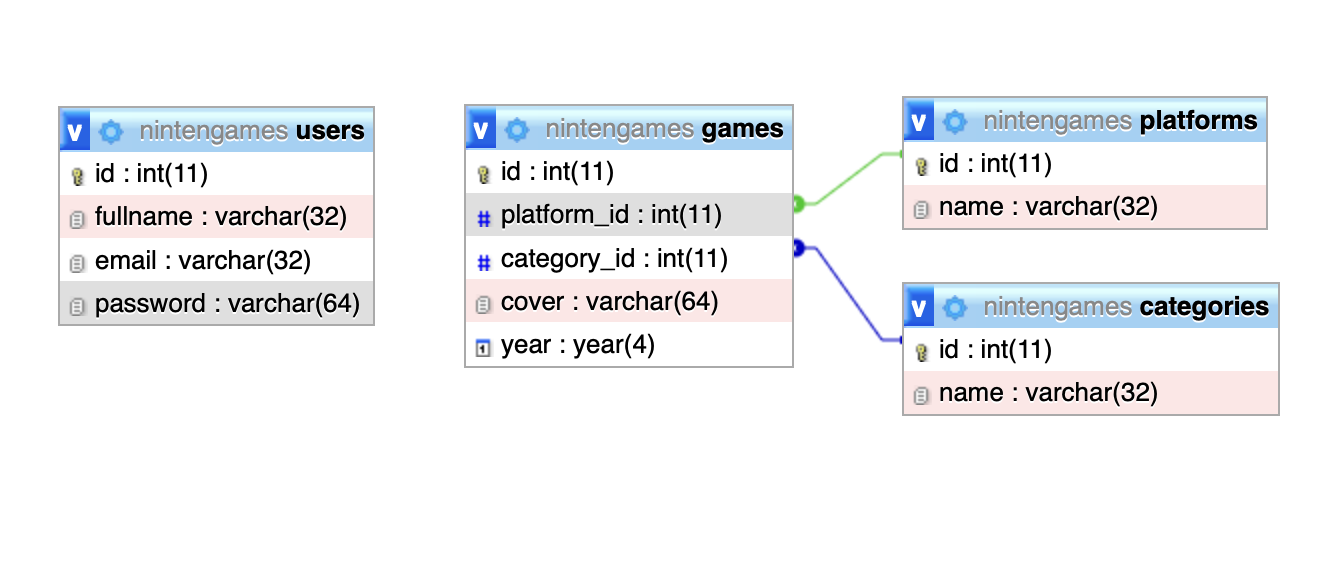 v nintengames users
id : int(11)
fullname : varchar(32)
email : varchar(32)
password : varchar(64)
v nintengames games
id : int(11)
# platform_id : int(11)
# category_id : int(11)
cover : varchar(64)
1 year : year(4)
v nintengames platforms
id : int(11)
name : varchar(32)
v nintengames categories
id : int(11)
name : varchar(32)